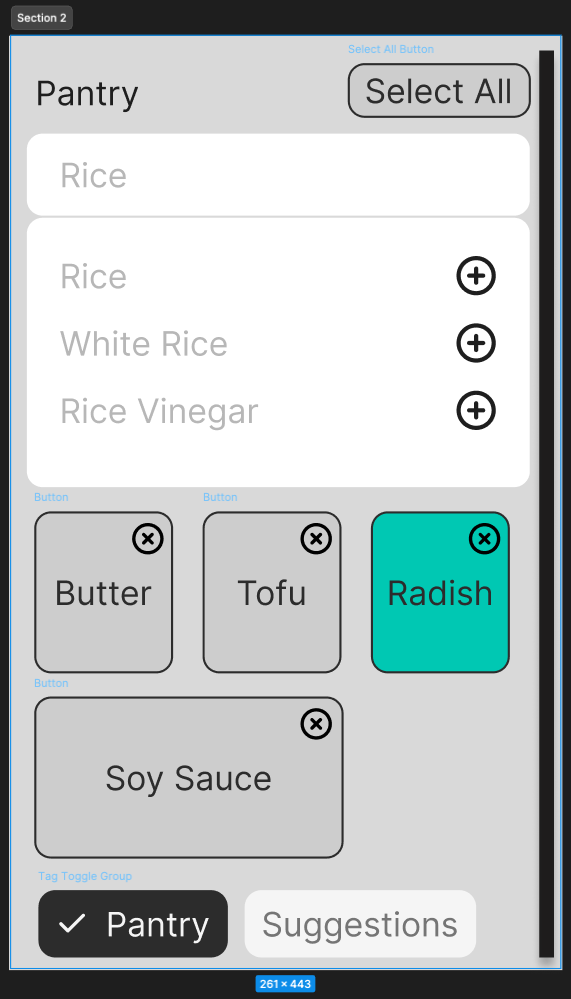 Section 2
Select All Button
Pantry
Select All
Rice
Rice
White Rice
Rice Vinegar
Button
Button
Butter
Tofu
Radish
Button
Soy Sauce
Tag Toggle Group
Pantry
Suggestions
261 × 443